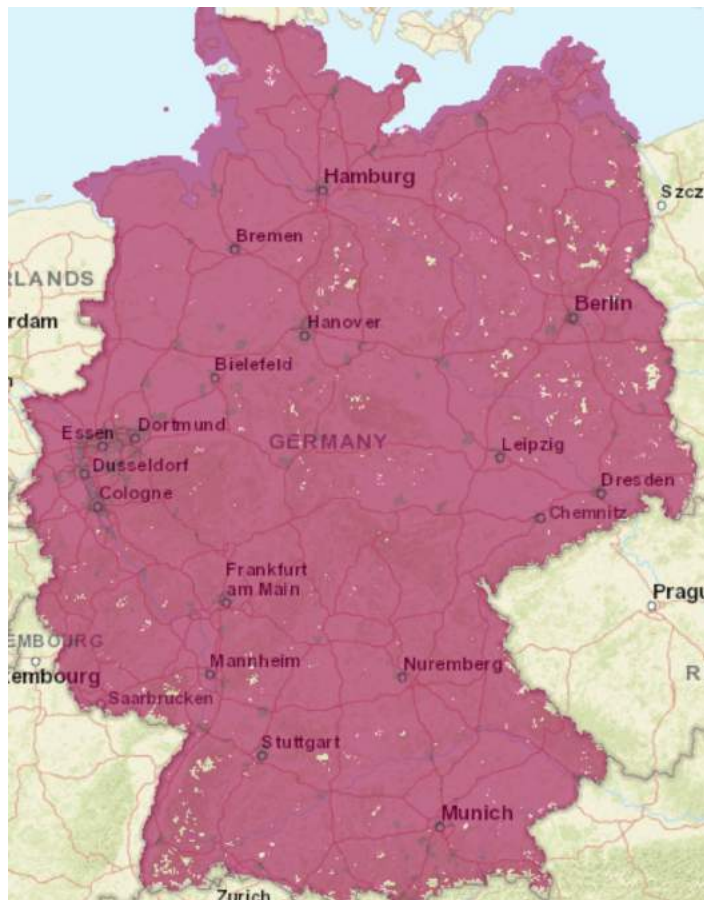 Hamburg
Szcz
Bremen
RLANDS
Berlin
rdam
Hanover
Bielefeld
Dortmund
Essen
GERMANY
Leipzig
Dusseldorf
Dresden
Cologne
Chemnitz
Frankfurt
am Main
Pragu
EMBOURG
Mannheim
Nuremberg
R
embourg
Saarbrucken
Stuttgart
Munich
Zurich